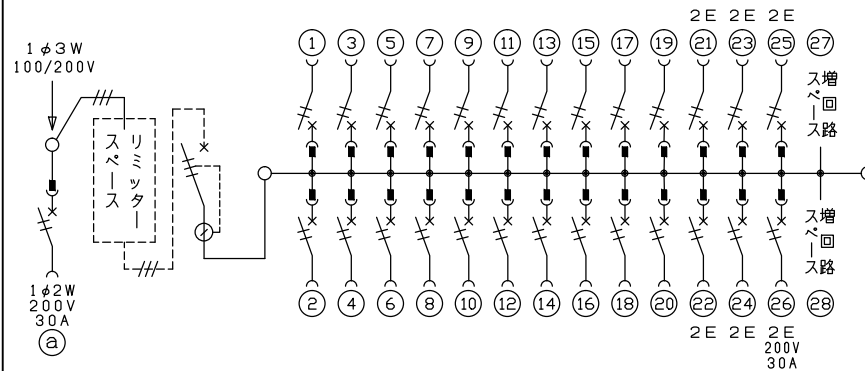 2E 2E 2E
① ③ ⑤ ⑦ ⑨ ⑪ ⑬ ⑮ ⑰ ⑲ ㉑ ㉓ ㉕ ㉗
1φ3W
100/200V
リミッター
スペース
増回路
スペース
増回路
スペース
1φ2W
200V
30A
ⓐ
② ④ ⑥ ⑧ ⑩ ⑫ ⑭ ⑯ ⑱ ⑳ ㉒ ㉔ ㉖ ㉘
2E 2E 2E
200V
30A